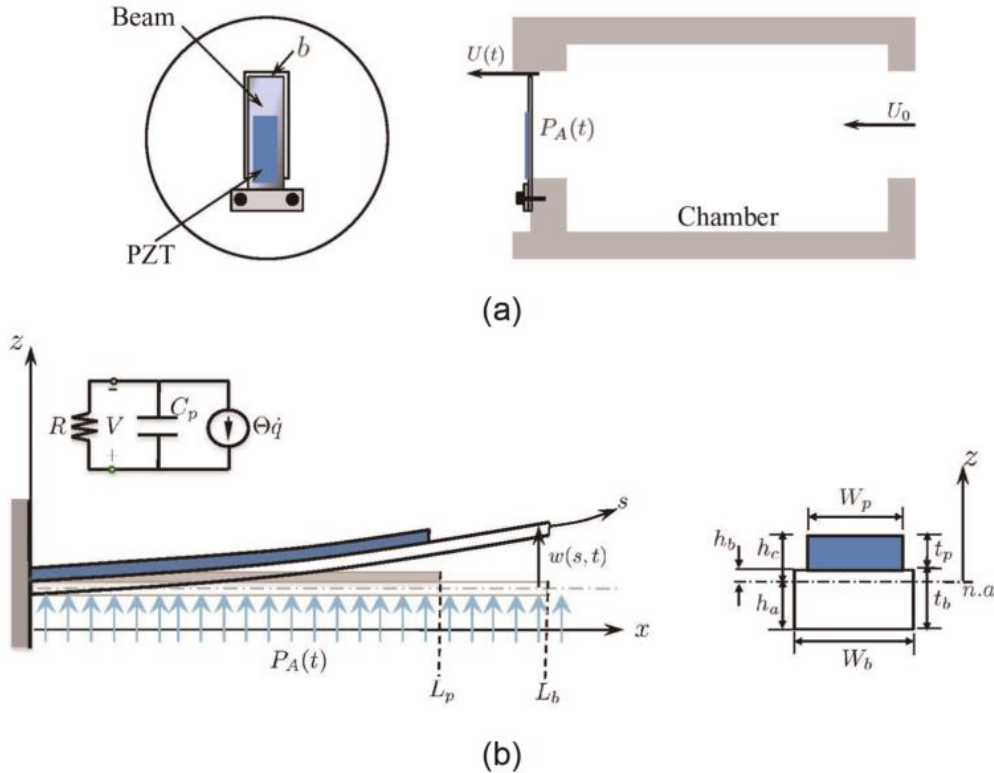 Beam
b
PZT
U(t)
P_A(t)
U_0
Chamber
(a)
z
R
V
C_p
Θq̇
-
+
s
w(s,t)
x
P_A(t)
L_p
L_b
z
W_p
h_b
h_c
t_p
n.a
h_a
t_b
W_b
(b)